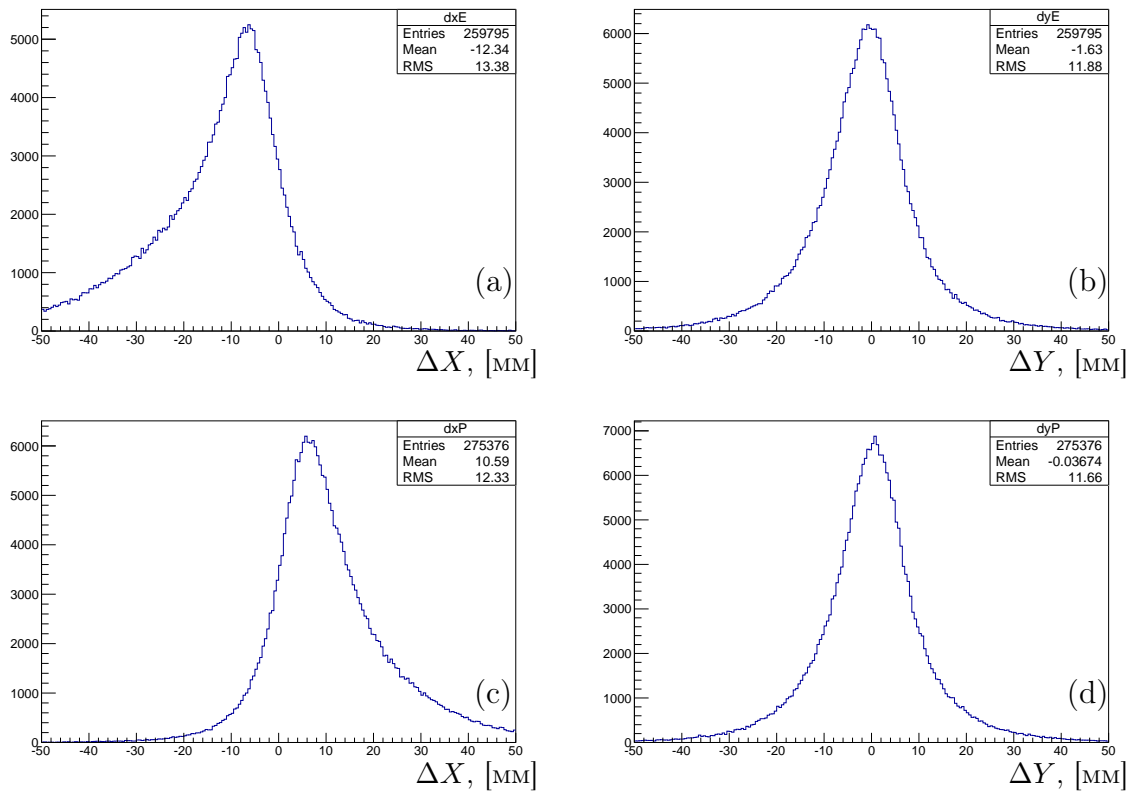 dxE
Entries 259795
Mean -12.34
RMS 13.38
5000
4000
3000
2000
1000
0
-50 -40 -30 -20 -10 0 10 20 30 40 50
(a)
ΔX, [мм]
dyE
Entries 259795
Mean -1.63
RMS 11.88
6000
5000
4000
3000
2000
1000
0
-50 -40 -30 -20 -10 0 10 20 30 40 50
(b)
ΔY, [мм]
dxP
Entries 275376
Mean 10.59
RMS 12.33
6000
5000
4000
3000
2000
1000
0
-50 -40 -30 -20 -10 0 10 20 30 40 50
(c)
ΔX, [мм]
dyP
Entries 275376
Mean -0.03674
RMS 11.66
7000
6000
5000
4000
3000
2000
1000
0
-50 -40 -30 -20 -10 0 10 20 30 40 50
(d)
ΔY, [мм]